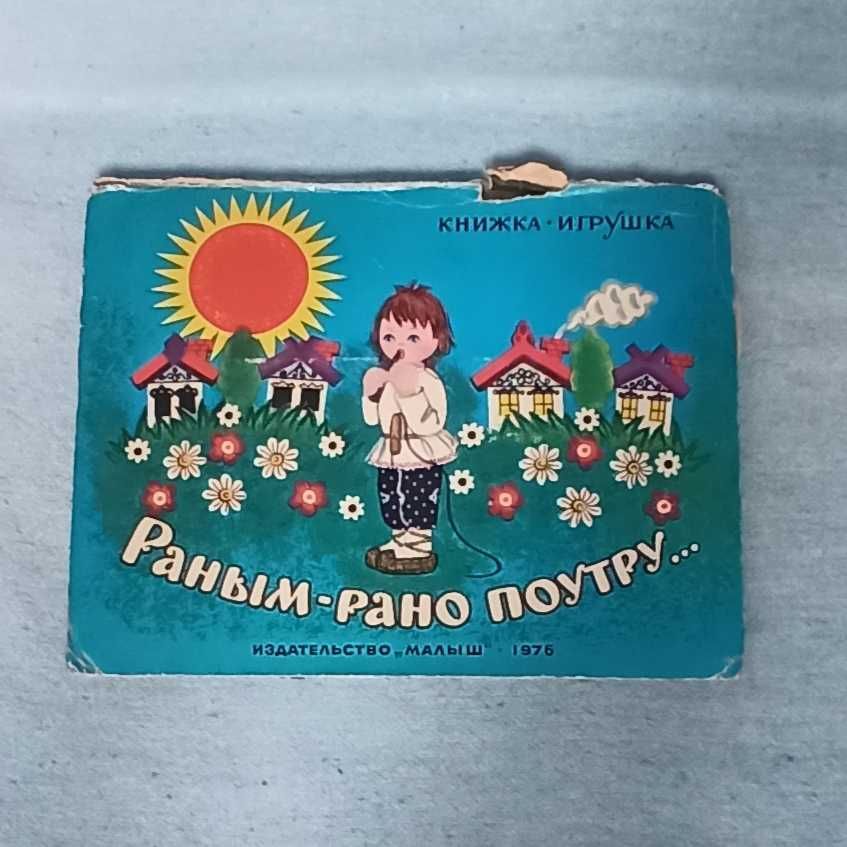 КНИЖКА · ИГРУШКА
Раным-рано поутру...
ИЗДАТЕЛЬСТВО „МАЛЫШ" · 1976